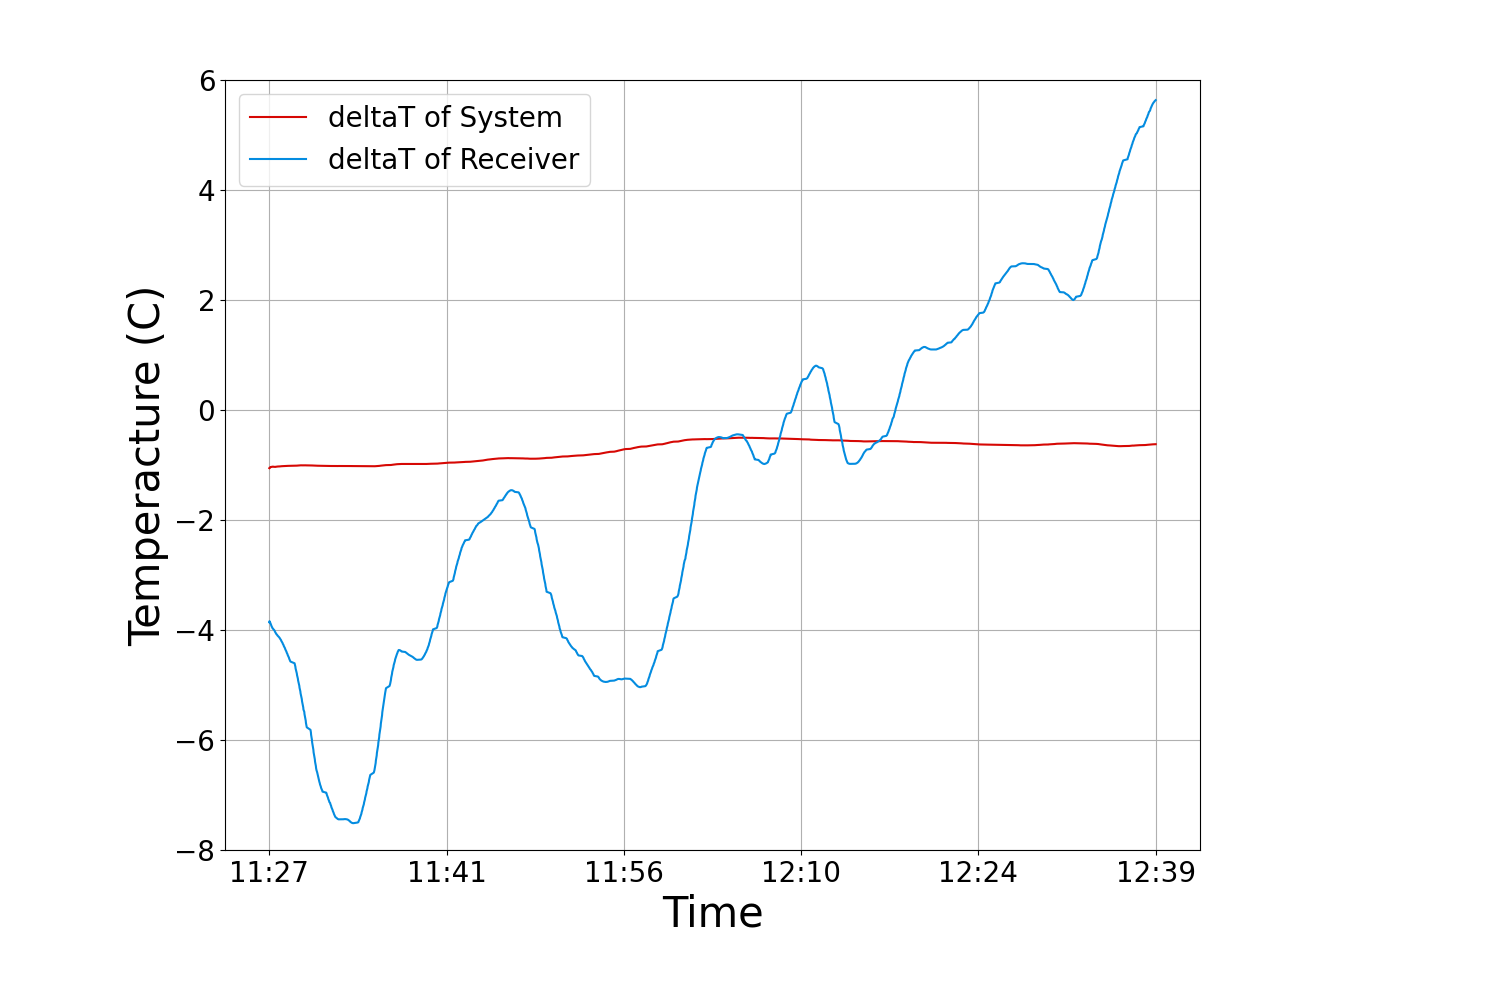 deltaT of System
deltaT of Receiver
6
4
2
0
−2
−4
−6
−8
Temperacture (C)
11:27 11:41 11:56 12:10 12:24 12:39
Time